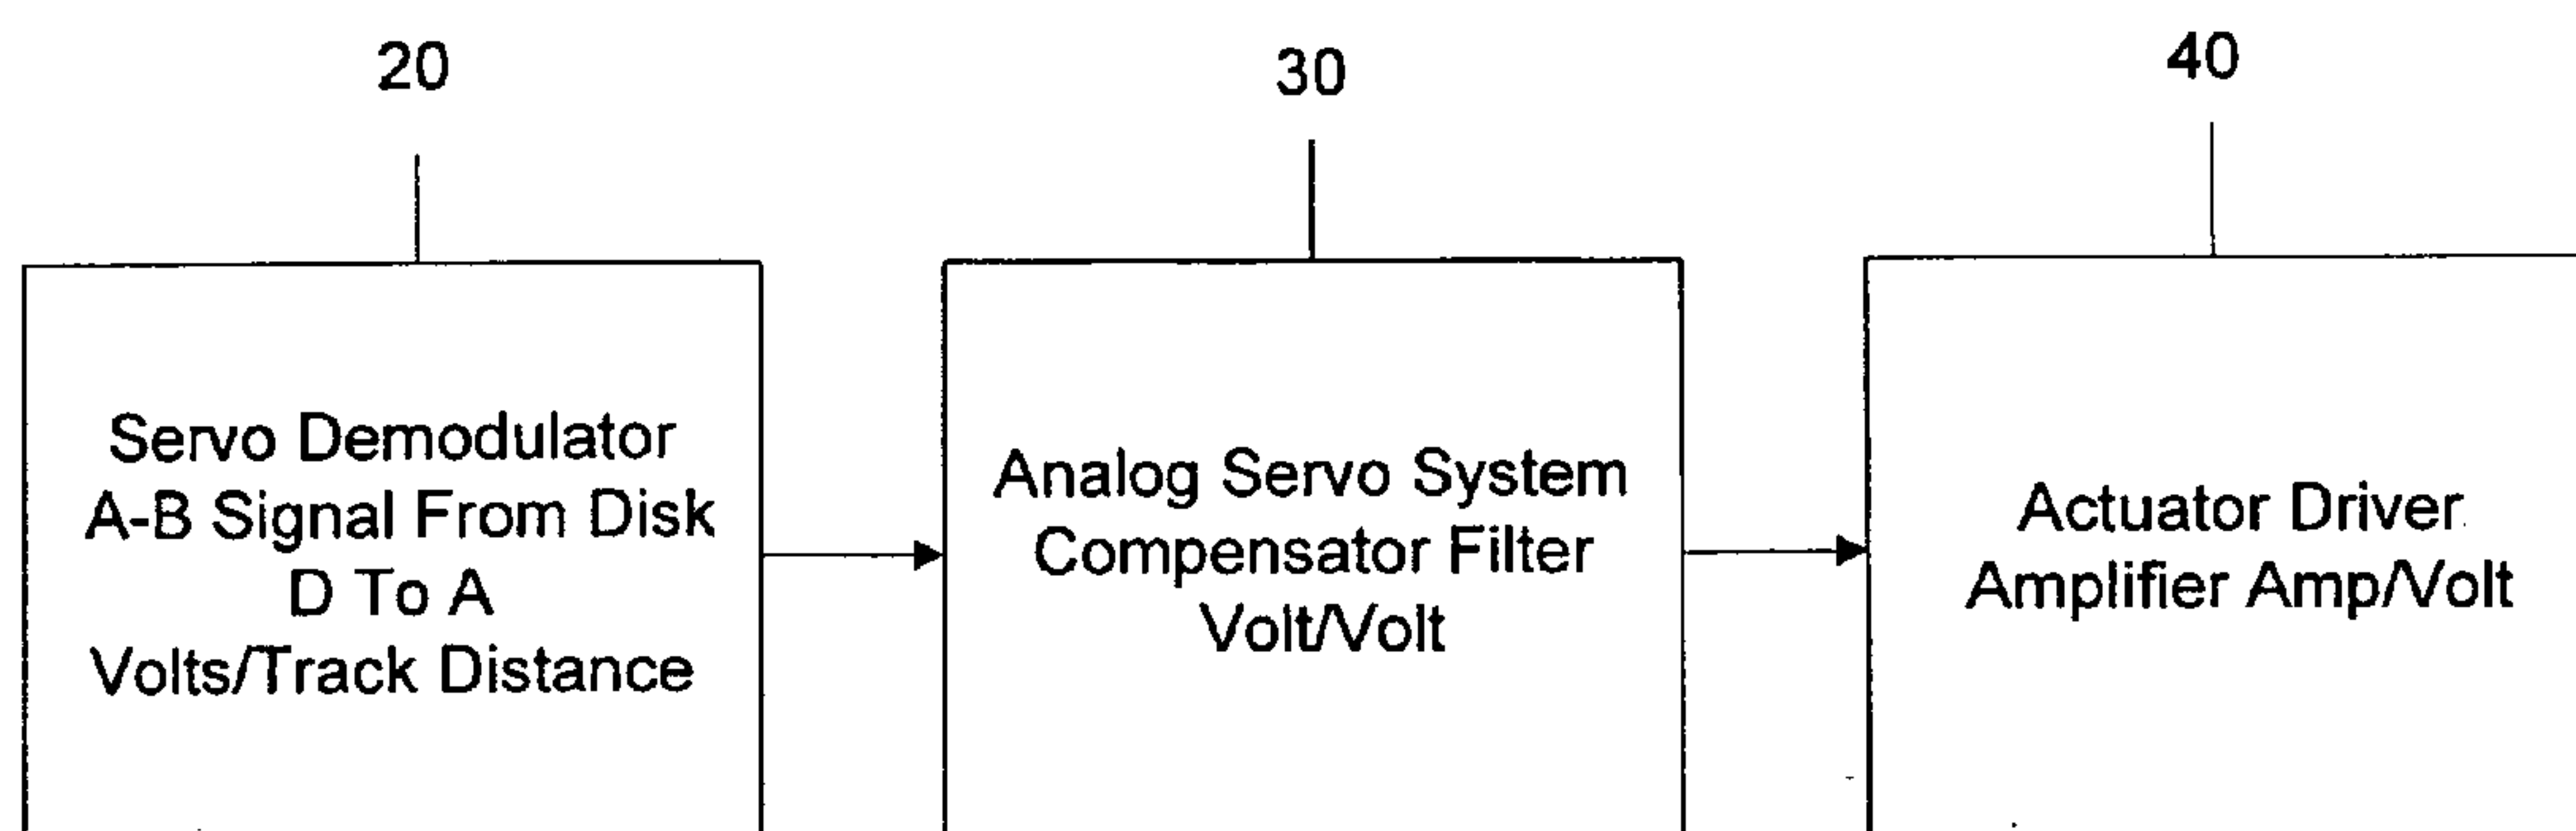 20
30
40
Servo Demodulator
A-B Signal From Disk
D To A
Volts/Track Distance
Analog Servo System
Compensator Filter
Volt/Volt
Actuator Driver
Amplifier Amp/Volt